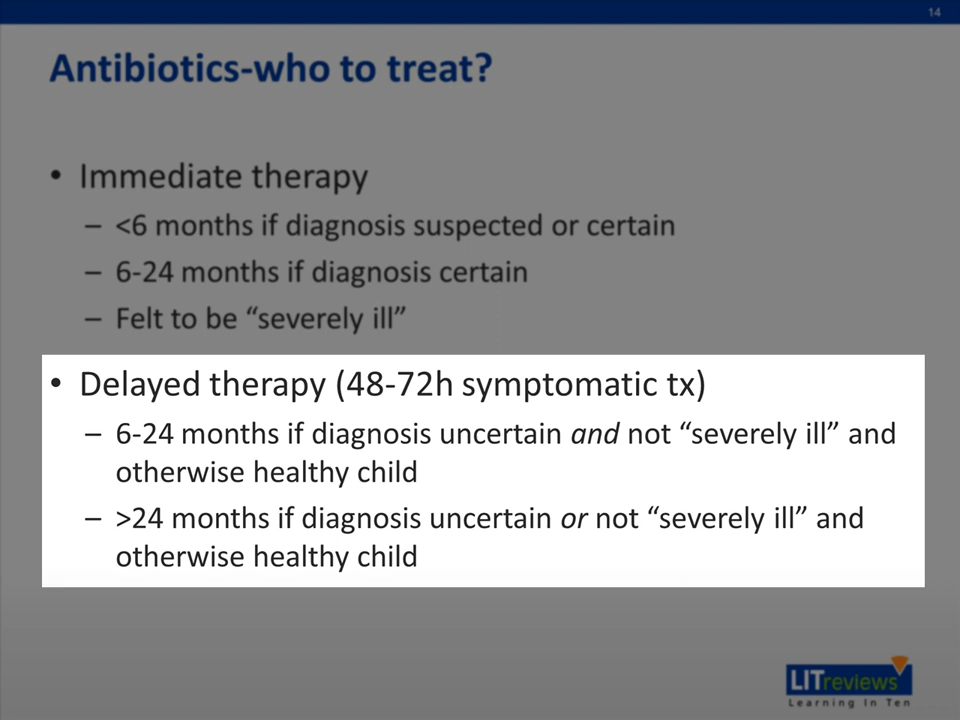 14
Antibiotics-who to treat?
• Immediate therapy
– <6 months if diagnosis suspected or certain
– 6-24 months if diagnosis certain
– Felt to be “severely ill”
• Delayed therapy (48-72h symptomatic tx)
– 6-24 months if diagnosis uncertain and not “severely ill” and
otherwise healthy child
– >24 months if diagnosis uncertain or not “severely ill” and
otherwise healthy child
LITreviews
Learning In Ten